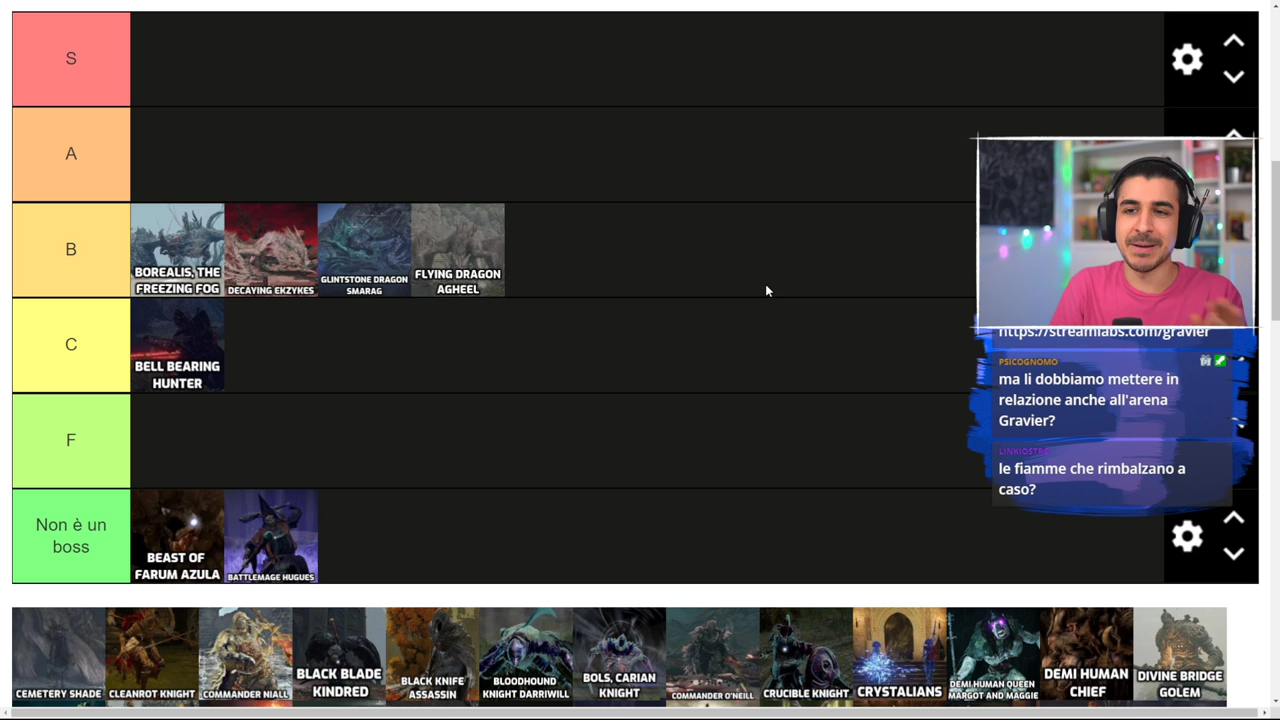 S
A
B
BOREALIS, THE
FREEZING FOG
DECAYING EKZYKES
GLINTSTONE DRAGON
SMARAG
FLYING DRAGON
AGHEEL
C
BELL BEARING
HUNTER
F
Non è un
boss
BEAST OF
FARUM AZULA
BATTLEMAGE HUGUES
https://streamlabs.com/gravier
PSICOGNOMO
ma li dobbiamo mettere in
relazione anche all'arena
Gravier?
LINKIOSTRO
le fiamme che rimbalzano a
caso?
CEMETERY SHADE
CLEANROT KNIGHT
COMMANDER NIALL
BLACK BLADE
KINDRED
BLACK KNIFE
ASSASSIN
BLOODHOUND
KNIGHT DARRIWILL
BOLS, CARIAN
KNIGHT
COMMANDER O'NEILL
CRUCIBLE KNIGHT
CRYSTALIANS
DEMI HUMAN QUEEN
MARGOT AND MAGGIE
DEMI HUMAN
CHIEF
DIVINE BRIDGE
GOLEM